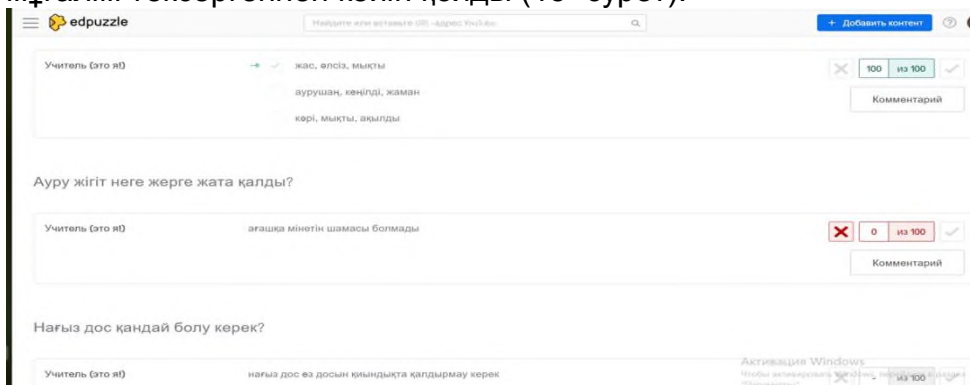 edpuzzle
Найдите или вставьте URL-адрес YouTube.
+ Добавить контент
Учитель (это я!)
жас, әлсіз, мықты
100 из 100
аурушаң, көңілді, жаман
Комментарий
кәрі, мықты, ақылды
Ауру жігіт неге жерге жата қалды?
Учитель (это я!)
ағашқа мінетін шамасы болмады
0 из 100
Комментарий
Нағыз дос қандай болу керек?
Активация Windows
Учитель (это я!)
нағыз дос өз досын қиындықта қалдырмау керек
- из 100